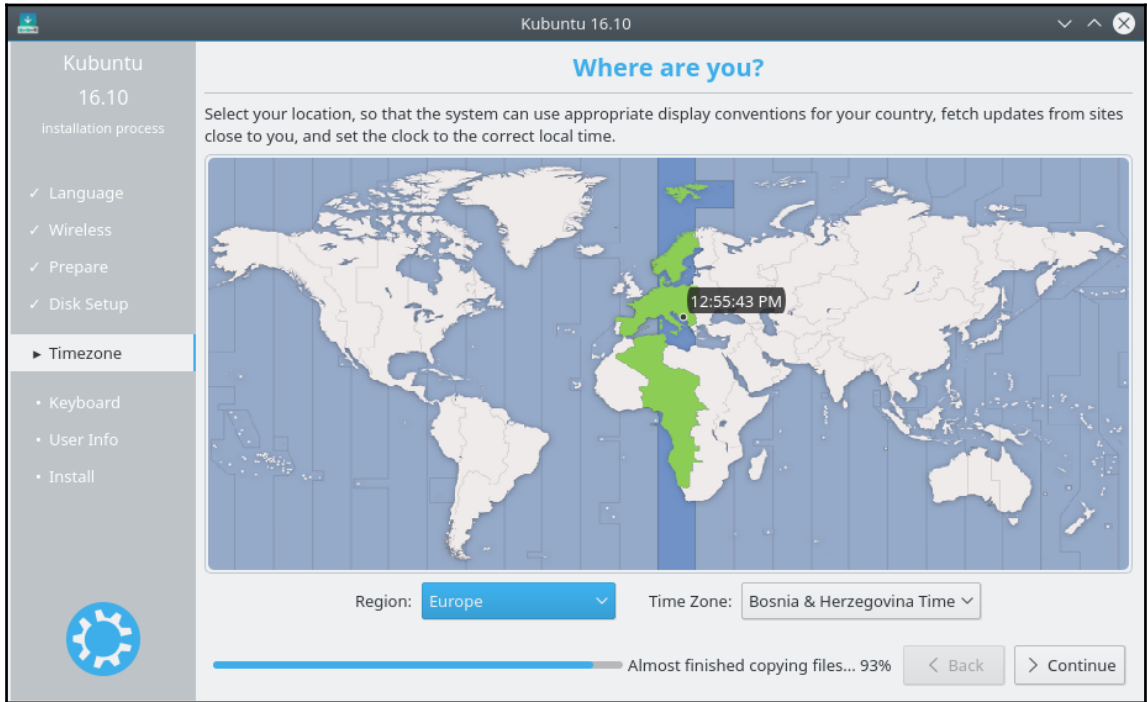 Kubuntu 16.10
Kubuntu
16.10
installation process
✓ Language
✓ Wireless
✓ Prepare
✓ Disk Setup
▸ Timezone
• Keyboard
• User Info
• Install
Where are you?
Select your location, so that the system can use appropriate display conventions for your country, fetch updates from sites
close to you, and set the clock to the correct local time.
12:55:43 PM
Region: Europe Time Zone: Bosnia & Herzegovina Time
Almost finished copying files... 93% < Back > Continue